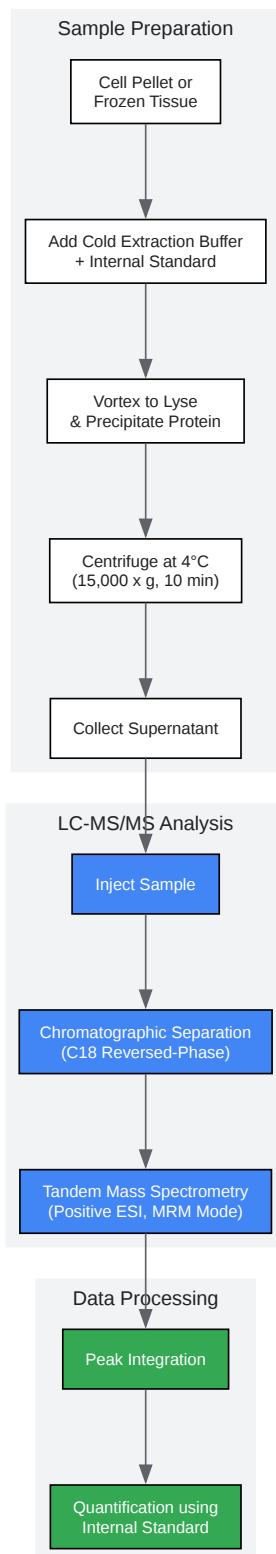 Sample Preparation
Cell Pellet or
Frozen Tissue
Add Cold Extraction Buffer
+ Internal Standard
Vortex to Lyse
& Precipitate Protein
Centrifuge at 4°C
(15,000 x g, 10 min)
Collect Supernatant
LC-MS/MS Analysis
Inject Sample
Chromatographic Separation
(C18 Reversed-Phase)
Tandem Mass Spectrometry
(Positive ESI, MRM Mode)
Data Processing
Peak Integration
Quantification using
Internal Standard